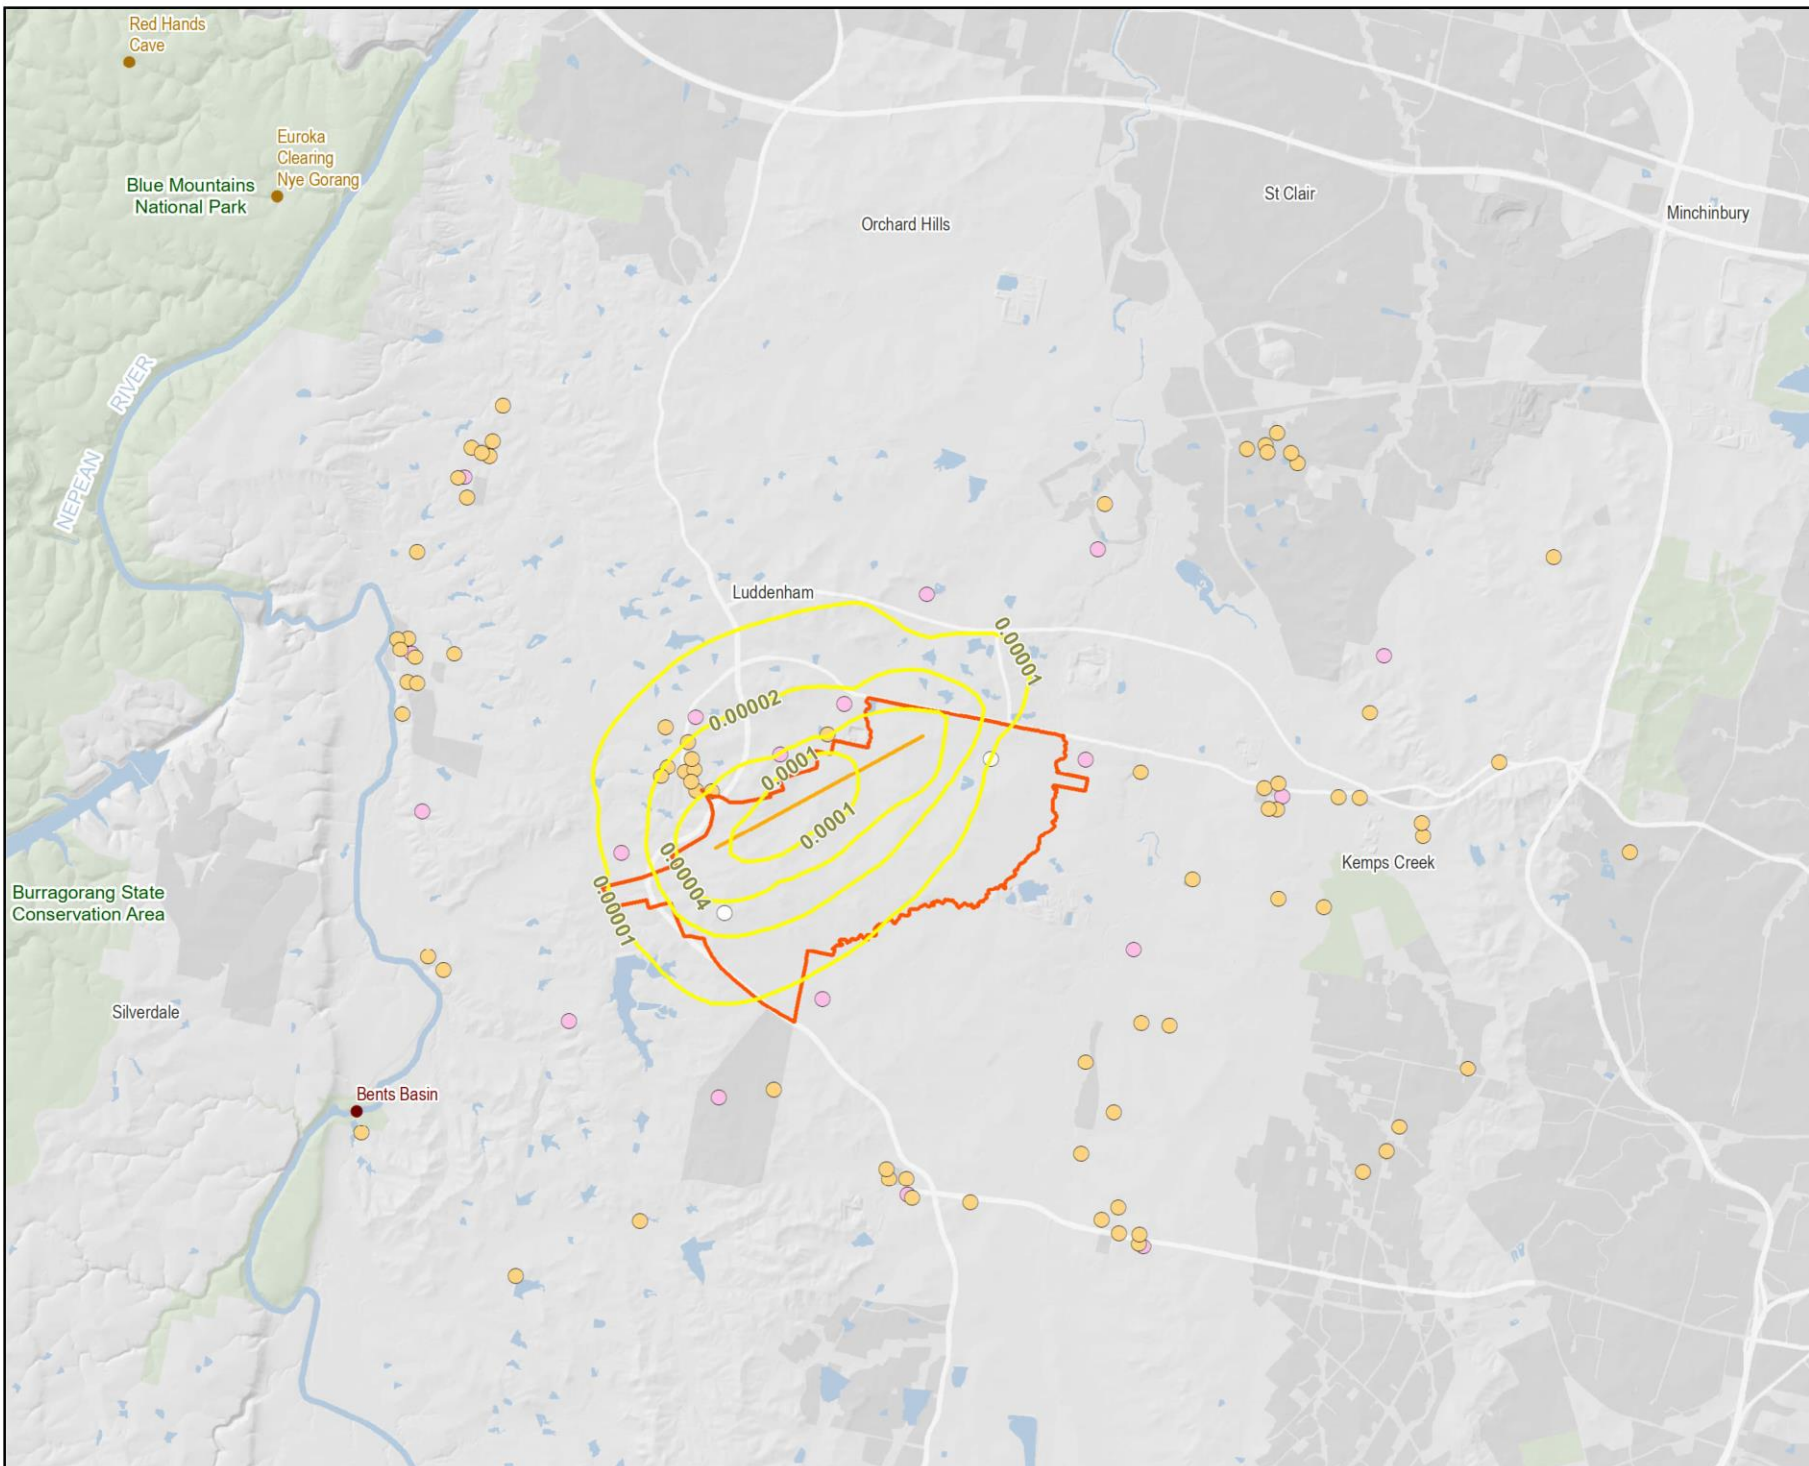 Red Hands
Cave
Euroka
Clearing
Nye Gorang
Blue Mountains
National Park
St Clair
Minchinbury
Orchard Hills
NEPEAN RIVER
Luddenham
0.00001
0.00002
0.0001
0.0001
0.00004
0.00001
Kemps Creek
Burragorang State
Conservation Area
Silverdale
Bents Basin